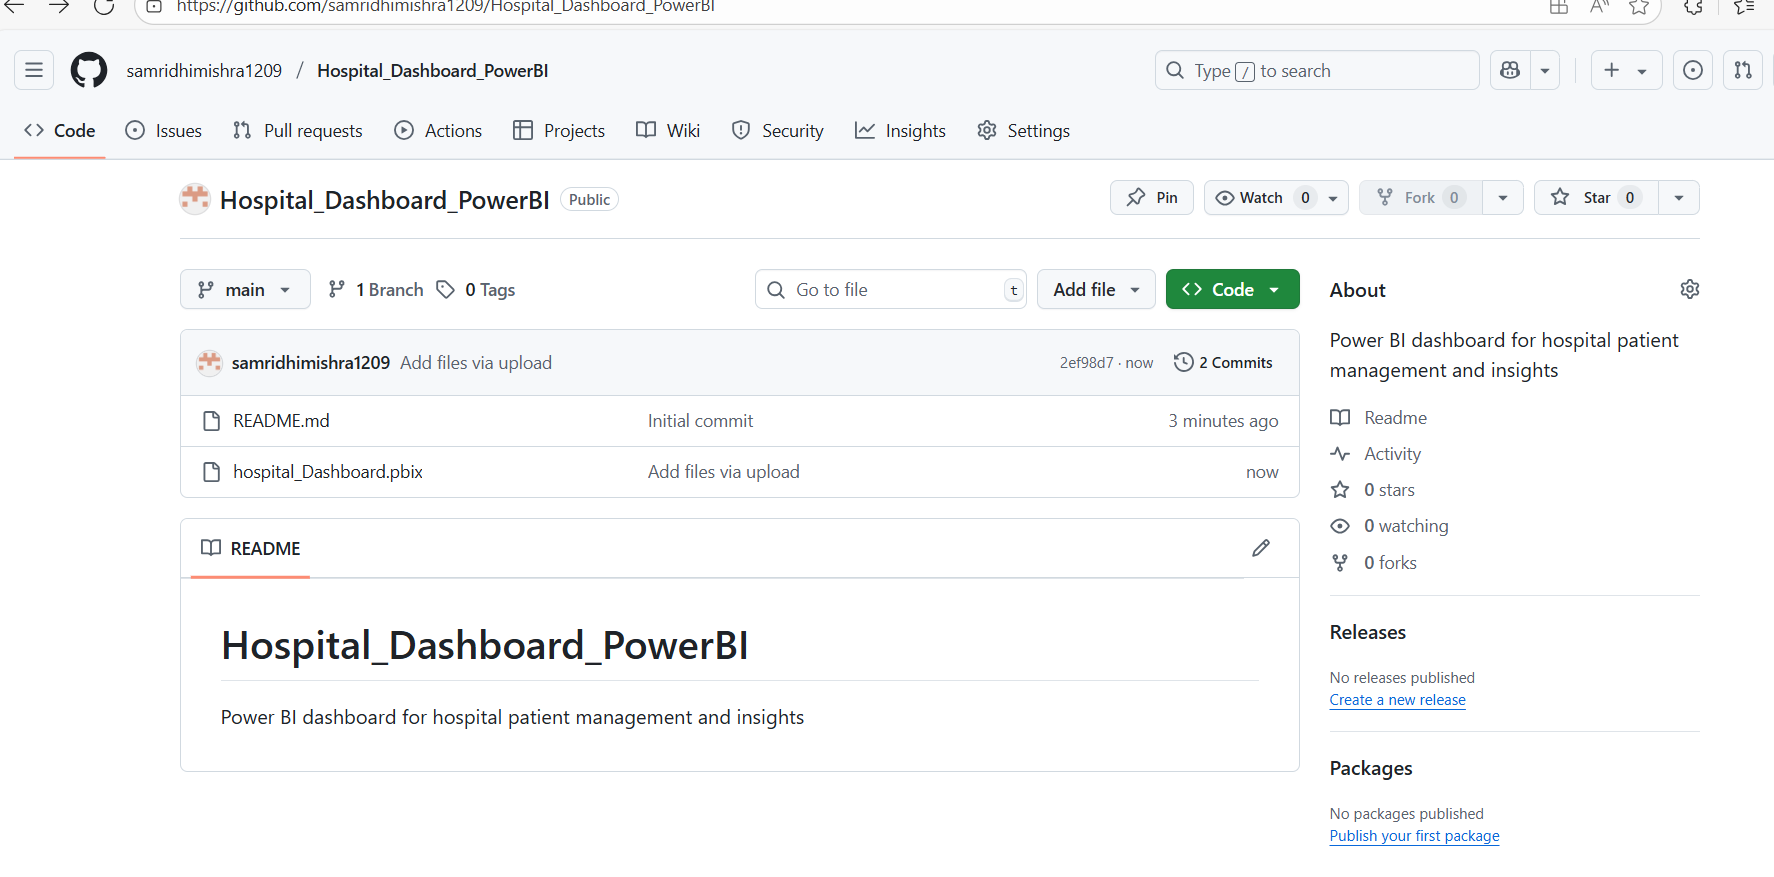 https://github.com/samridhimishra1209/Hospital_Dashboard_PowerBI
samridhimishra1209 / Hospital_Dashboard_PowerBI
Type / to search
Code Issues Pull requests Actions Projects Wiki Security Insights Settings
Hospital_Dashboard_PowerBI Public
Pin Watch 0 Fork 0 Star 0
main 1 Branch 0 Tags
Go to file t Add file Code
samridhimishra1209 Add files via upload 2ef98d7 · now 2 Commits
README.md Initial commit 3 minutes ago
hospital_Dashboard.pbix Add files via upload now
README
Hospital_Dashboard_PowerBI
Power BI dashboard for hospital patient management and insights
About
Power BI dashboard for hospital patient
management and insights
Readme
Activity
0 stars
0 watching
0 forks
Releases
No releases published
Create a new release
Packages
No packages published
Publish your first package